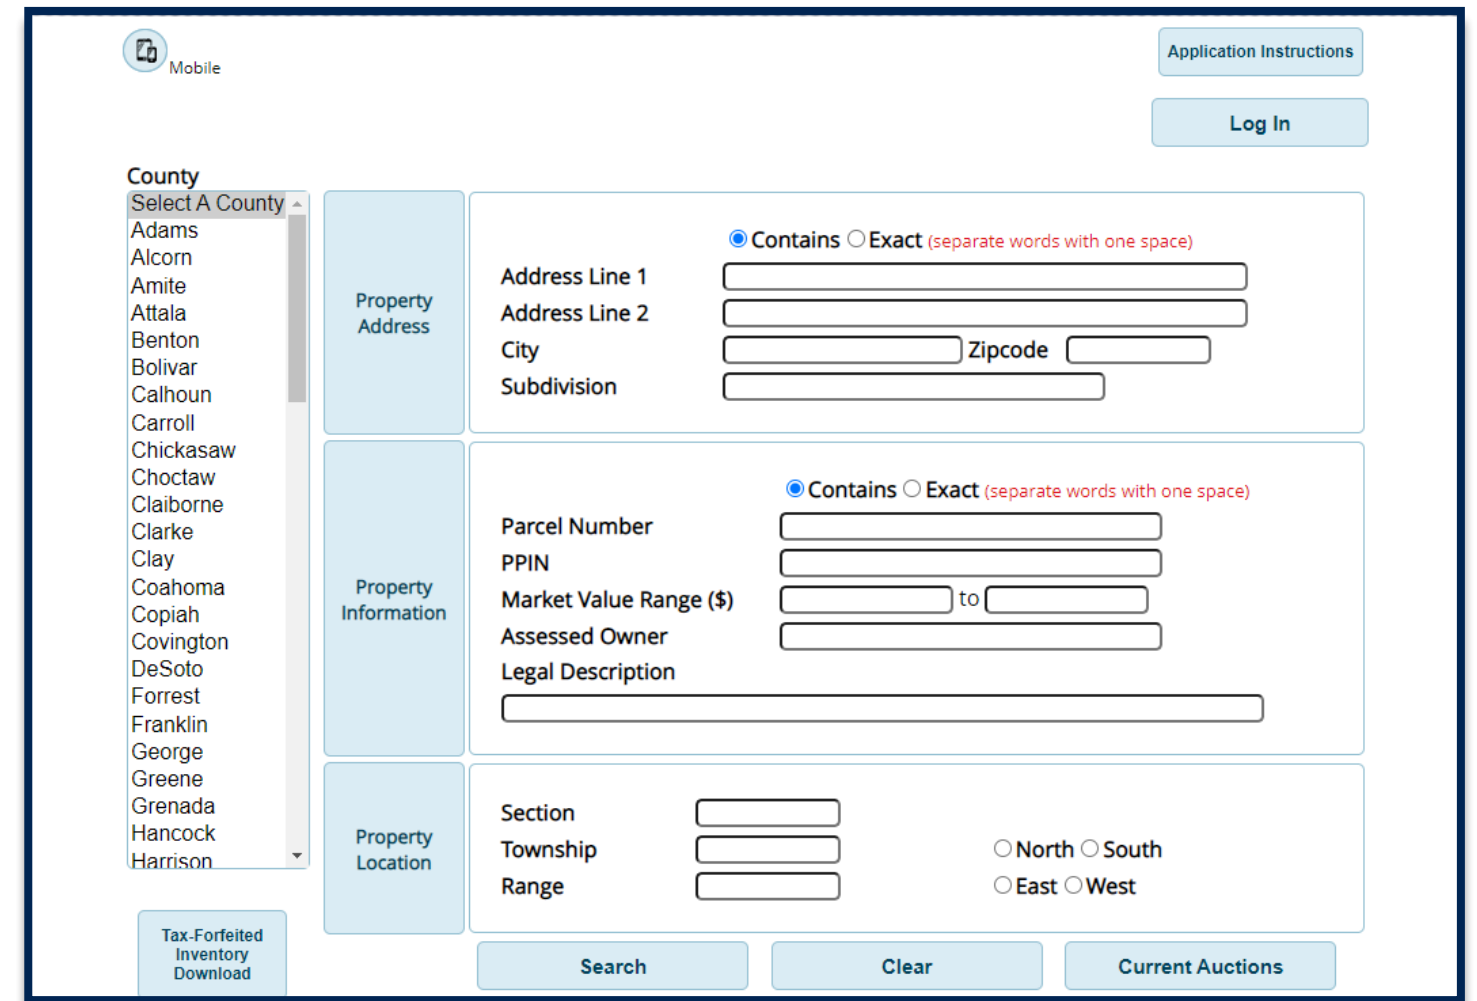 Mobile
Application Instructions
Log In
County
Select A County
Adams
Alcorn
Amite
Attala
Benton
Bolivar
Calhoun
Carroll
Chickasaw
Choctaw
Claiborne
Clarke
Clay
Coahoma
Copiah
Covington
DeSoto
Forrest
Franklin
George
Greene
Grenada
Hancock
Harrison
Tax-Forfeited
Inventory
Download
Property
Address
Contains Exact (separate words with one space)
Address Line 1
Address Line 2
City Zipcode
Subdivision
Property
Information
Contains Exact (separate words with one space)
Parcel Number
PPIN
Market Value Range ($) to
Assessed Owner
Legal Description
Property
Location
Section
Township North South
Range East West
Search Clear Current Auctions